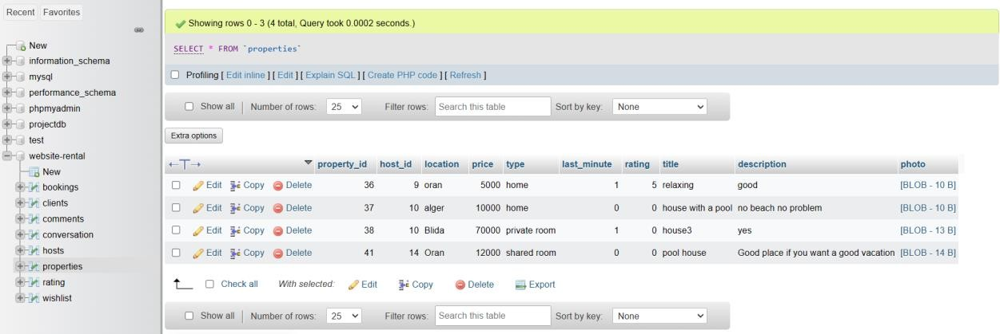 Recent Favorites
New
information_schema
mysql
performance_schema
phpmyadmin
projectdb
test
website-rental
New
bookings
clients
comments
conversation
hosts
properties
rating
wishlist
Showing rows 0 - 3 (4 total, Query took 0.0002 seconds.)
SELECT * FROM `properties`
Profiling [ Edit inline ] [ Edit ] [ Explain SQL ] [ Create PHP code ] [ Refresh ]
Show all Number of rows: 25 Filter rows: Search this table Sort by key: None
Extra options
property_id host_id location price type last_minute rating title description photo
Edit Copy Delete 36 9 oran 5000 home 1 5 relaxing good [BLOB - 10 B]
Edit Copy Delete 37 10 alger 10000 home 0 0 house with a pool no beach no problem [BLOB - 10 B]
Edit Copy Delete 38 10 Blida 70000 private room 1 0 house3 yes [BLOB - 13 B]
Edit Copy Delete 41 14 Oran 12000 shared room 0 0 pool house Good place if you want a good vacation [BLOB - 14 B]
Check all With selected: Edit Copy Delete Export
Show all Number of rows: 25 Filter rows: Search this table Sort by key: None